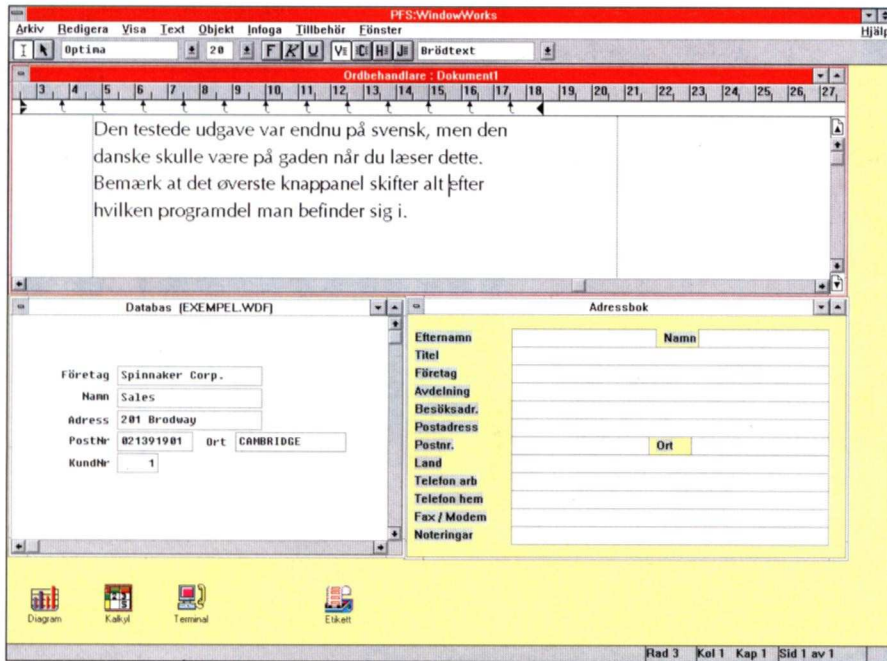 PFS:WindowWorks
Arkiv Redigera Visa Text Objekt Infoga Tillbehör Fönster Hjälp
Optima 20 F K U V C H J Brödtext
Ordbehandlare : Dokument1
3 4 5 6 7 8 9 10 11 12 13 14 15 16 17 18 19 20 21 22 23 24 25 26 27
Den testede udgave var endnu på svensk, men den
danske skulle være på gaden når du læser dette.
Bemærk at det øverste knappanel skifter alt efter
hvilken programdel man befinder sig i.
Databas (EXEMPEL.WDF)
Företag Spinnaker Corp.
Namn Sales
Adress 201 Brodway
PostNr 021391901 Ort CAMBRIDGE
KundNr 1
Adressbok
Efternamn Namn
Titel
Företag
Avdelning
Besöksadr.
Postadress
Postnr. Ort
Land
Telefon arb
Telefon hem
Fax / Modem
Noteringar
Diagram Kalkyl Terminal Etikett
Rad 3 Kol 1 Kap 1 Sid 1 av 1